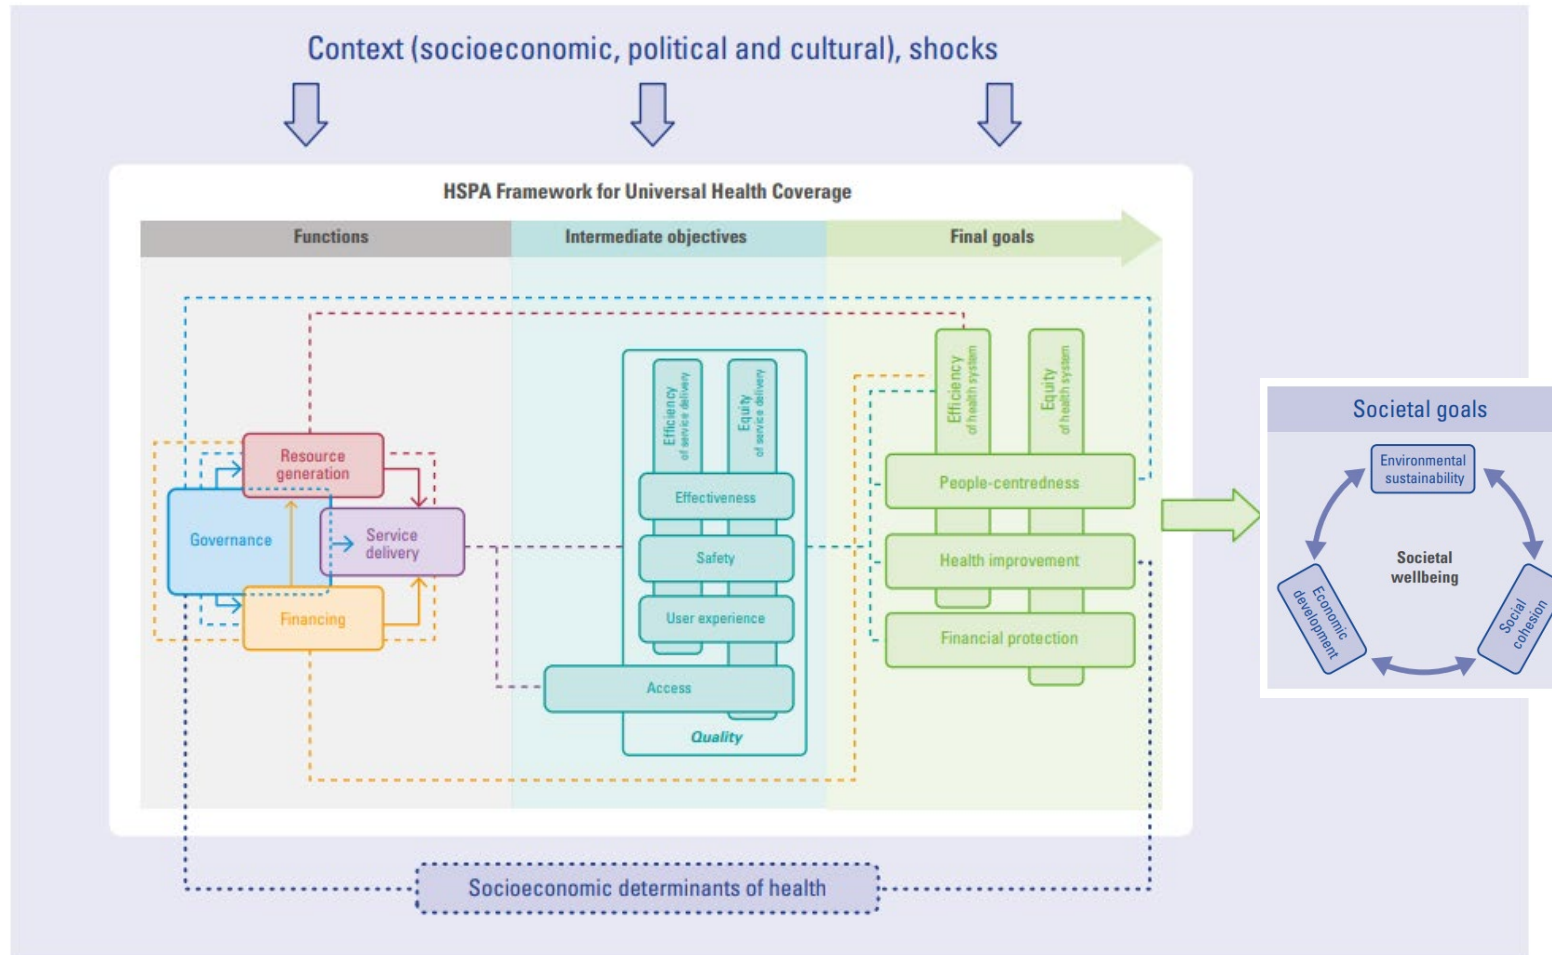 Context (socioeconomic, political and cultural), shocks
HSPA Framework for Universal Health Coverage
Functions
Intermediate objectives
Final goals
Resource
generation
Governance
Service
delivery
Financing
Efficiency
of service delivery
Equity
of service delivery
Effectiveness
Safety
User experience
Access
Quality
Efficiency
of health system
Equity
of health system
People-centredness
Health improvement
Financial protection
Societal goals
Environmental
sustainability
Societal
wellbeing
Economic
development
Social
cohesion
Socioeconomic determinants of health